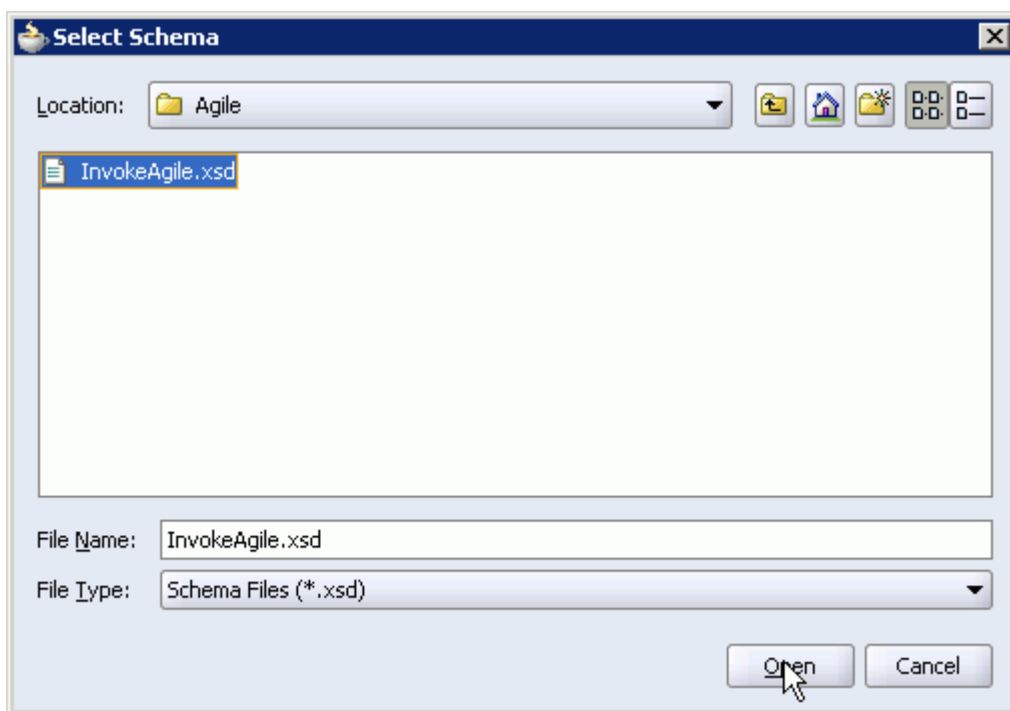 Select Schema
Location: Agile
InvokeAgile.xsd
File Name: InvokeAgile.xsd
File Type: Schema Files (*.xsd)
Open Cancel